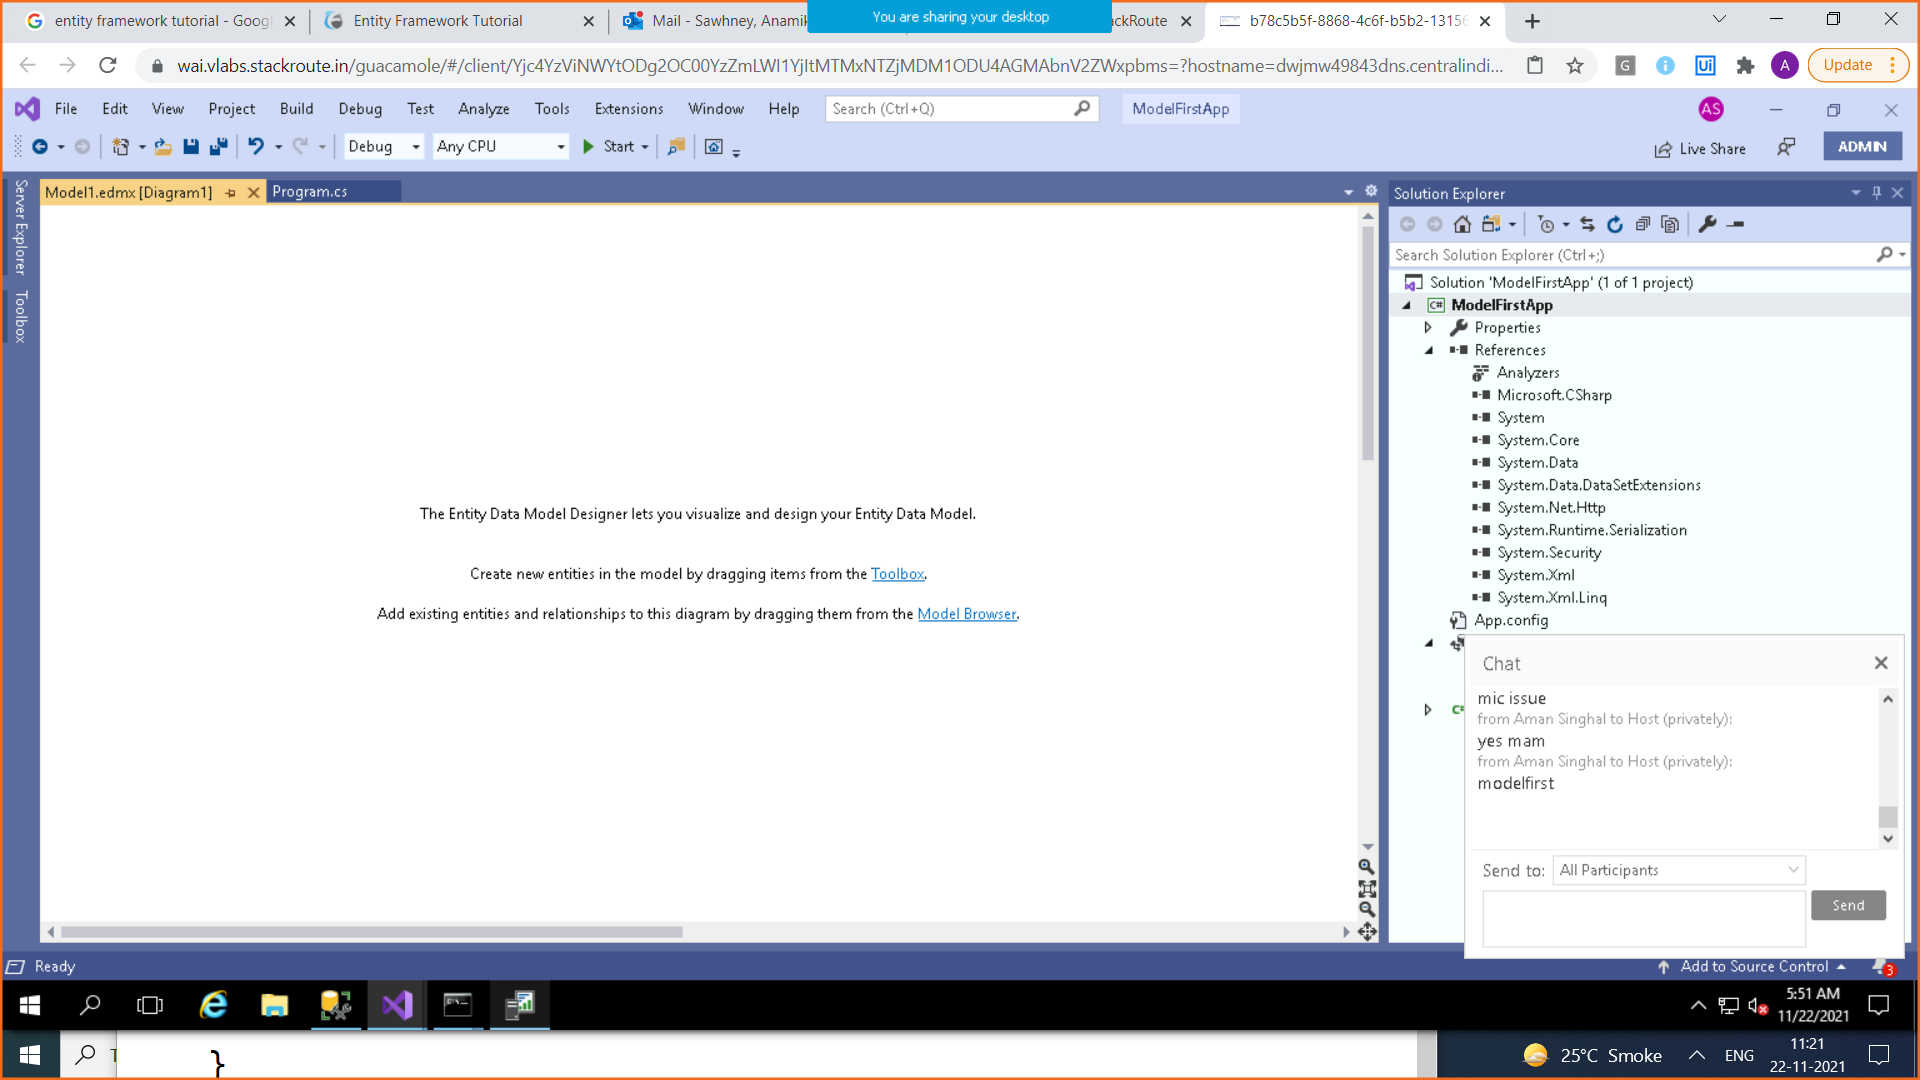 entity framework tutorial - Goog
Entity Framework Tutorial
Mail - Sawhney, Anamik
You are sharing your desktop
ckRoute
b78c5b5f-8868-4c6f-b5b2-13156
wai.vlabs.stackroute.in/guacamole/#/client/Yjc4YzViNWYtODg2OC00YzZmLWI1YjItMTMxNTZjMDM1ODU4AGMAbnV2ZWxpbms=?hostname=dwjmw49843dns.centralindi...
G
Ui
A
Update
File Edit View Project Build Debug Test Analyze Tools Extensions Window Help
Search (Ctrl+Q)
ModelFirstApp
AS
Debug
Any CPU
Start
Live Share
ADMIN
Server Explorer
Toolbox
Model1.edmx [Diagram1]
Program.cs
The Entity Data Model Designer lets you visualize and design your Entity Data Model.
Create new entities in the model by dragging items from the Toolbox.
Add existing entities and relationships to this diagram by dragging them from the Model Browser.
Solution Explorer
Search Solution Explorer (Ctrl+;)
Solution 'ModelFirstApp' (1 of 1 project)
C# ModelFirstApp
Properties
References
Analyzers
Microsoft.CSharp
System
System.Core
System.Data
System.Data.DataSetExtensions
System.Net.Http
System.Runtime.Serialization
System.Security
System.Xml
System.Xml.Linq
App.config
Chat
mic issue
from Aman Singhal to Host (privately):
yes mam
from Aman Singhal to Host (privately):
modelfirst
Send to: All Participants
Send
Ready
Add to Source Control
3
5:51 AM
11/22/2021
}
25°C Smoke
ENG
11:21
22-11-2021